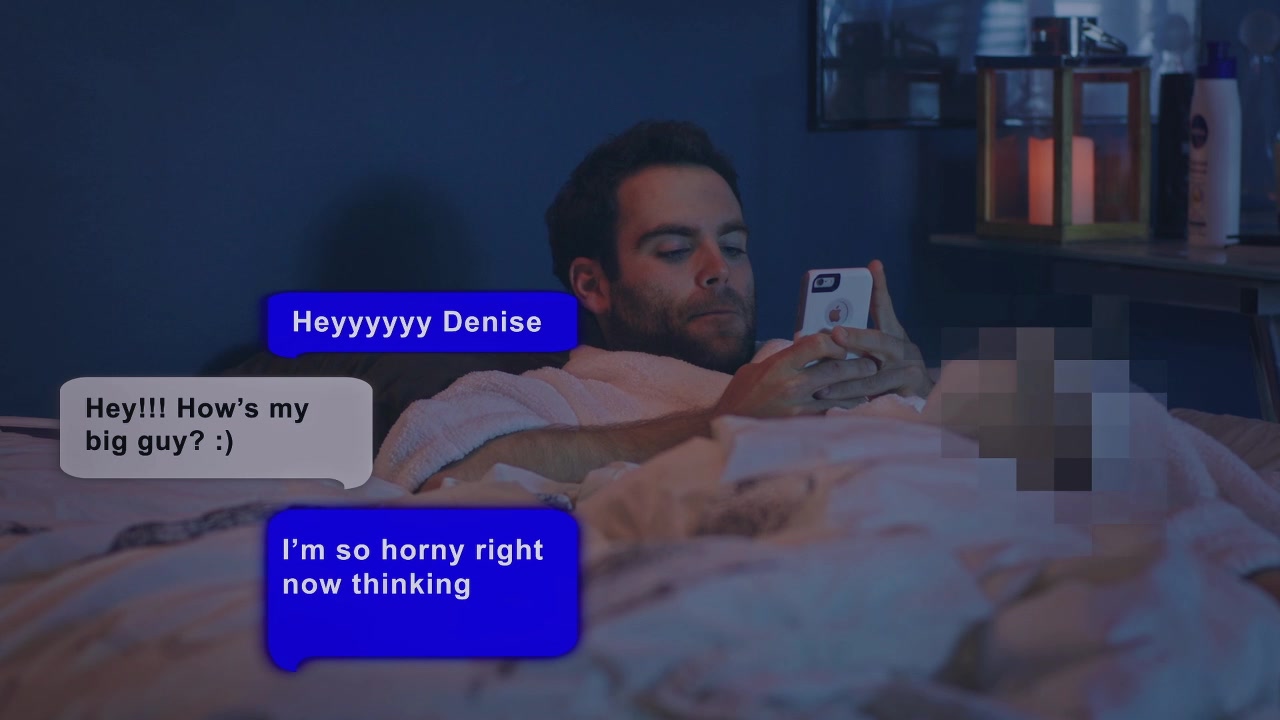 Heyyyyyy Denise
Hey!!! How’s my
big guy? :)
I’m so horny right
now thinking